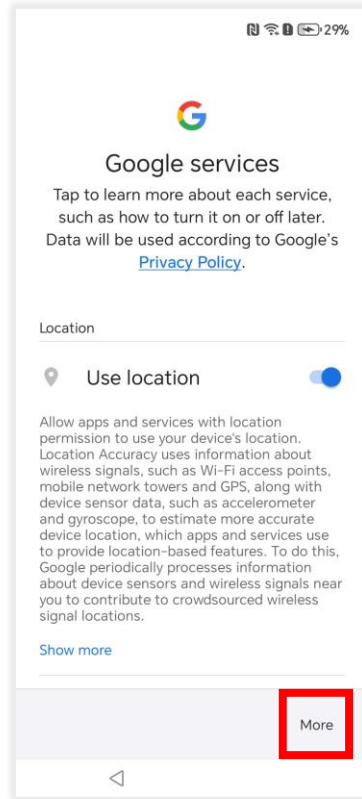 29%
G
Google services
Tap to learn more about each service,
such as how to turn it on or off later.
Data will be used according to Google's
Privacy Policy.
Location
Use location
Allow apps and services with location
permission to use your device's location.
Location Accuracy uses information about
wireless signals, such as Wi-Fi access points,
mobile network towers and GPS, along with
device sensor data, such as accelerometer
and gyroscope, to estimate more accurate
device location, which apps and services use
to provide location-based features. To do this,
Google periodically processes information
about device sensors and wireless signals near
you to contribute to crowdsourced wireless
signal locations.
Show more
More